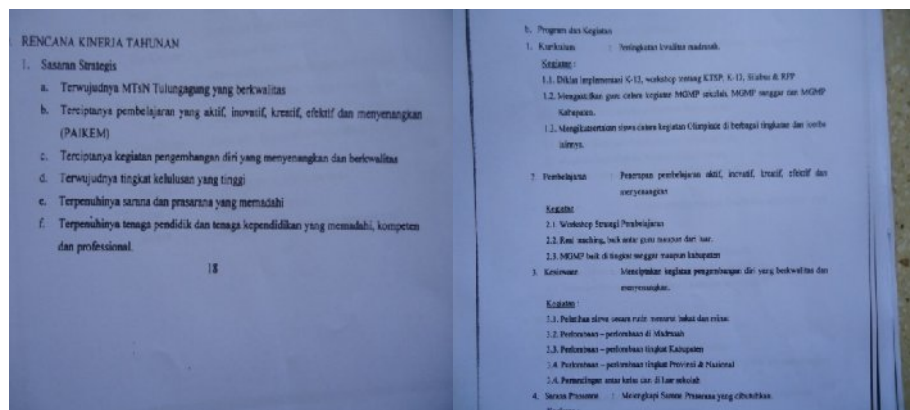 RENCANA KINERJA TAHUNAN
1. Sasaran Strategis
a. Terwujudnya MTsN Tulungagung yang berkwalitas
b. Terciptanya pembelajaran yang aktif, inovatif, kreatif, efektif dan menyenangkan
(PAIKEM)
c. Terciptanya kegiatan pengembangan diri yang menyenangkan dan berkwalitas
d. Terwujudnya tingkat kelulusan yang tinggi
e. Terpenuhinya sarana dan prasarana yang memadahi
f. Terpenuhinya tenaga pendidik dan tenaga kependidikan yang memadahi, kompeten
dan professional.
18
b. Program dan Kegiatan
1. Kurikulum : Peningkatan kwalitas madrasah.
Kegiatan :
1.1. Diklat Implementasi K-13, workshop tentang KTSP, K-13, Silabus & RPP
1.2. Mengaktifkan guru dalam kegiatan MGMP sekolah, MGMP sanggar dan MGMP
Kabupaten.
1.3. Mengikutsertakan siswa dalam kegiatan Olimpiade di berbagai tingkatan dan lomba
lainnya.
2. Pembelajaran : Penerapan pembelajaran aktif, inovatif, kreatif, efektif dan
menyenangkan
Kegiatan
2.1. Workshop Strategi Pembelajaran
2.2. Real teaching, baik antar guru maupun dari luar.
2.3. MGMP baik di tingkat sanggar maupun kabupaten
3. Kesiswaan : Menciptakan kegiatan pengembangan diri yang berkwalitas dan
menyenangkan.
Kegiatan :
3.1. Pelatihan siswa secara rutin menurut bakat dan minat
3.2. Perlombaan – perlombaan di Madrasah
3.3. Perlombaan – perlombaan tingkat Kabupaten
3.4. Perlombaan – perlombaan tingkat Provinsi & Nasional
3.4. Pertandingan antar kelas dan di luar sekolah
4. Sarana Prasarana : Melengkapi Sarana Prasarana yang dibutuhkan.